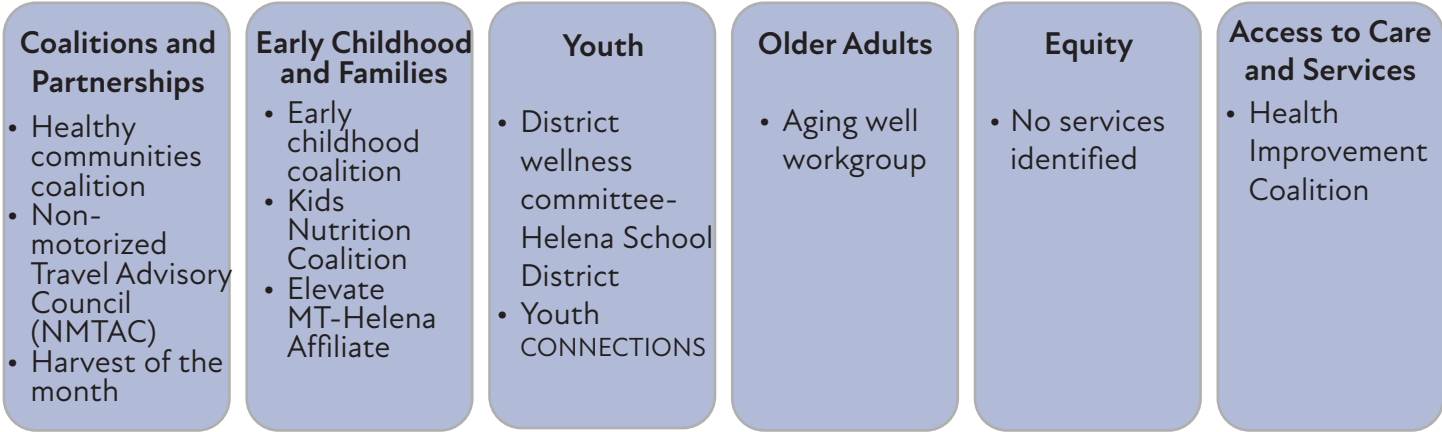 Coalitions and
Partnerships
• Healthy
communities
coalition
• Non-
motorized
Travel Advisory
Council
(NMTAC)
• Harvest of the
month
Early Childhood
and Families
• Early
childhood
coalition
• Kids
Nutrition
Coalition
• Elevate
MT-Helena
Affiliate
Youth
• District
wellness
committee-
Helena School
District
• Youth
CONNECTIONS
Older Adults
• Aging well
workgroup
Equity
• No services
identified
Access to Care
and Services
• Health
Improvement
Coalition